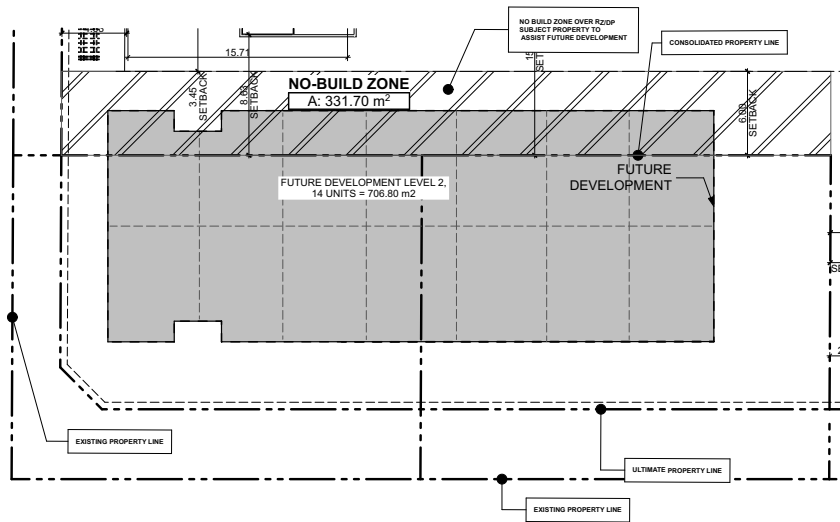 NO BUILD ZONE OVER RZ/DP
SUBJECT PROPERTY TO
ASSIST FUTURE DEVELOPMENT
CONSOLIDATED PROPERTY LINE
15.71
NO-BUILD ZONE
A: 331.70 m²
3.45
SETBACK
8.63
SETBACK
6.00
SETBACK
FUTURE
DEVELOPMENT
FUTURE DEVELOPMENT LEVEL 2,
14 UNITS = 706.80 m2
EXISTING PROPERTY LINE
ULTIMATE PROPERTY LINE
EXISTING PROPERTY LINE